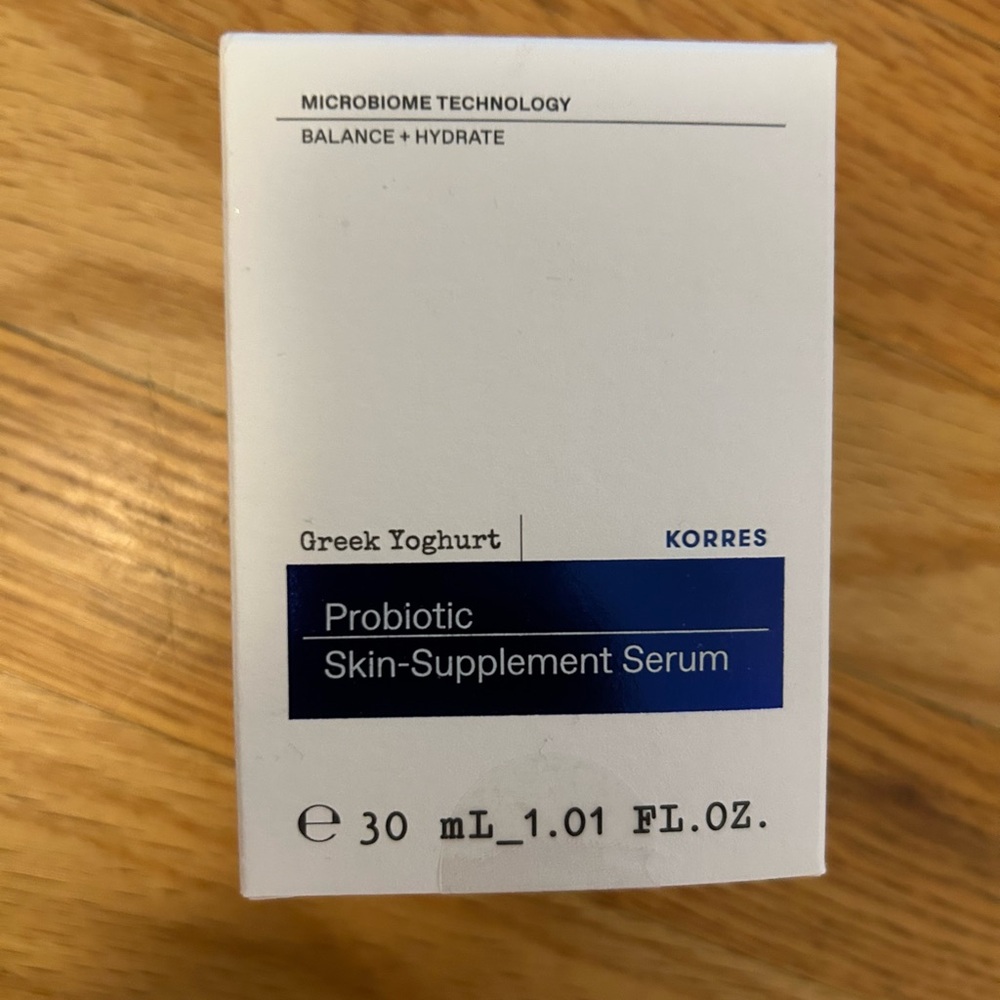 MICROBIOME TECHNOLOGY
BALANCE + HYDRATE
Greek Yoghurt
KORRES
Probiotic
Skin-Supplement Serum
℮ 30 mL_1.01 FL.OZ.